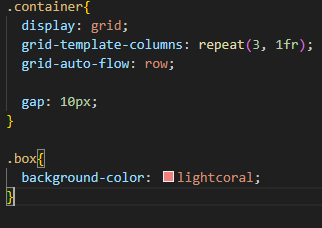 .container{
display: grid;
grid-template-columns: repeat(3, 1fr);
grid-auto-flow: row;
gap: 10px;
}
.box{
background-color: lightcoral;
}